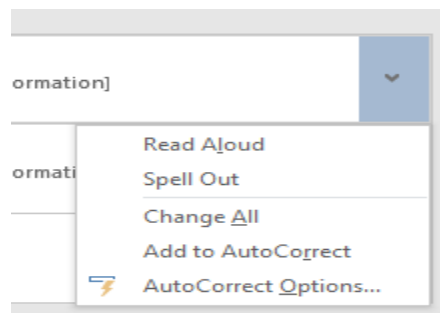 ormation]
Read Aloud
ormati
Spell Out
Change All
Add to AutoCorrect
AutoCorrect Options...